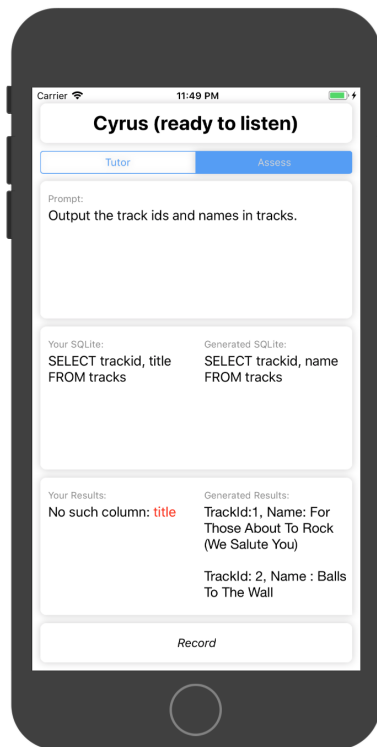 Carrier 11:49 PM
Cyrus (ready to listen)
Tutor Assess
Prompt:
Output the track ids and names in tracks.
Your SQLite:
SELECT trackid, title
FROM tracks
Generated SQLite:
SELECT trackid, name
FROM tracks
Your Results:
No such column: title
Generated Results:
TrackId:1, Name: For
Those About To Rock
(We Salute You)
TrackId: 2, Name : Balls
To The Wall
Record